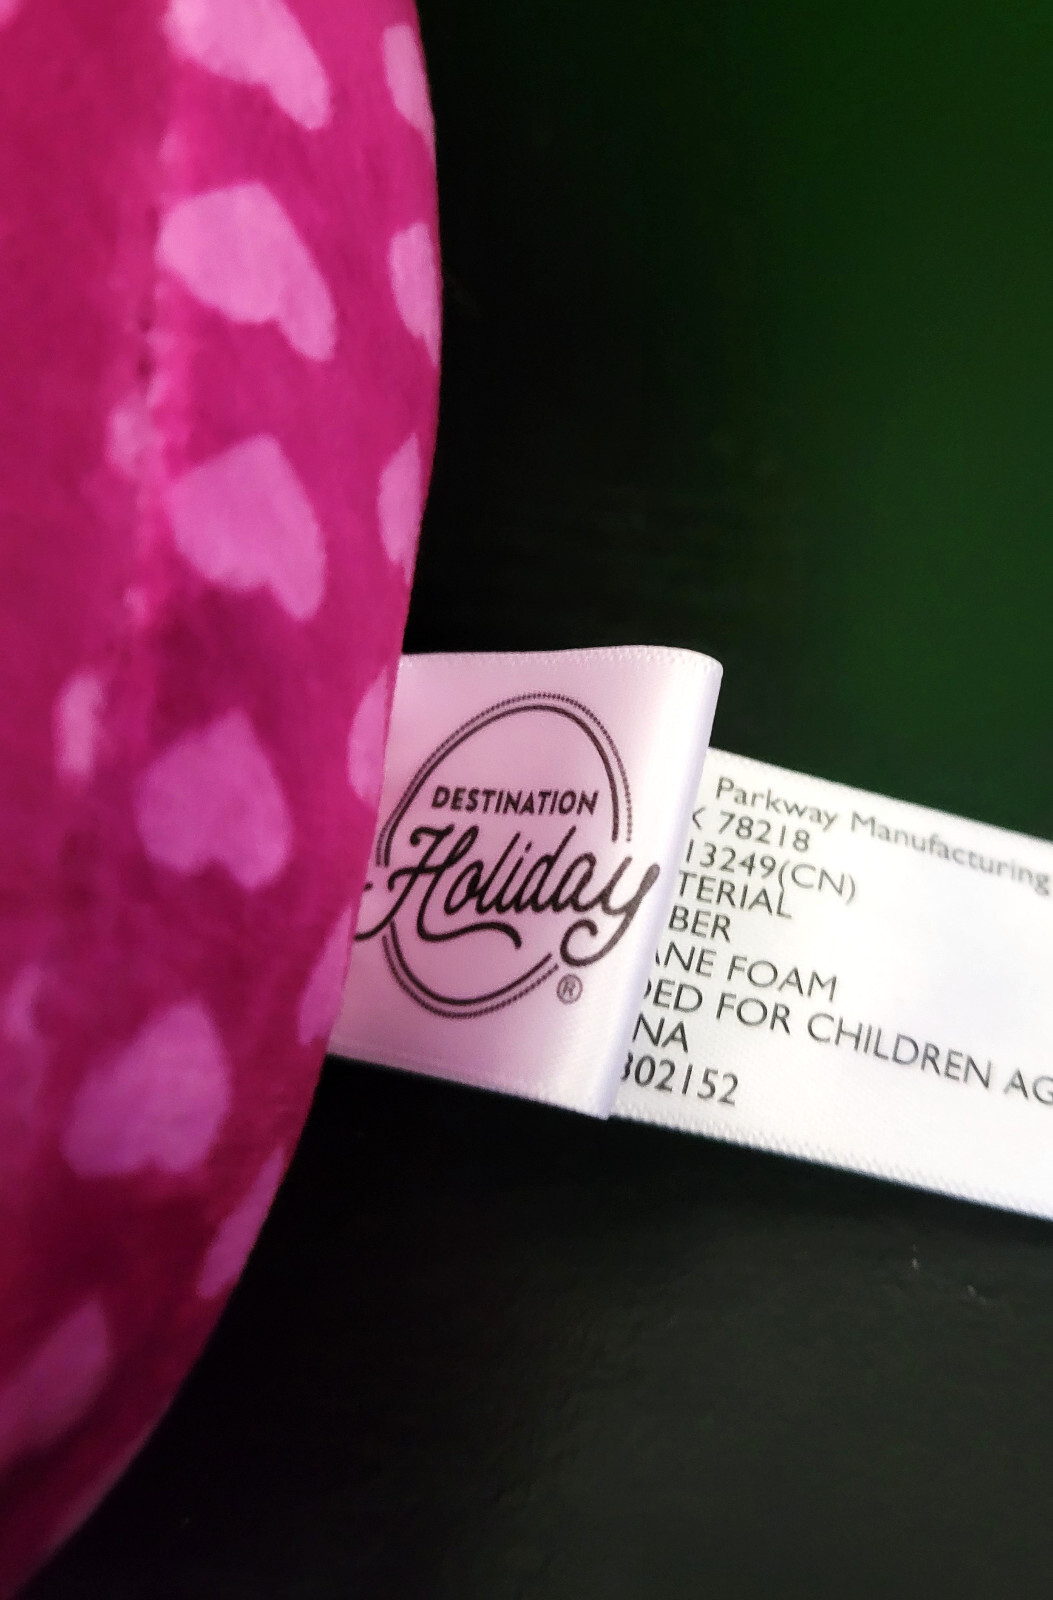 DESTINATION
Holiday
®
Parkway Manufacturing
78218
13249(CN)
TERIAL
BER
ANE FOAM
DED FOR CHILDREN AG
NA
302152